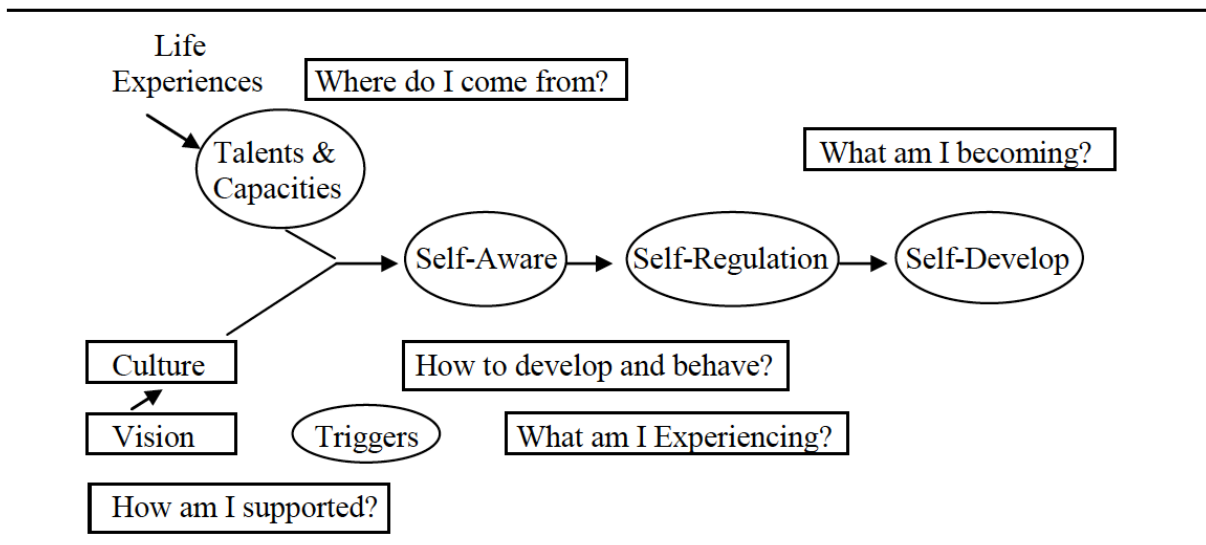 Life
Experiences
Where do I come from?
Talents &
Capacities
What am I becoming?
Self-Aware
Self-Regulation
Self-Develop
Culture
How to develop and behave?
Vision
Triggers
What am I Experiencing?
How am I supported?